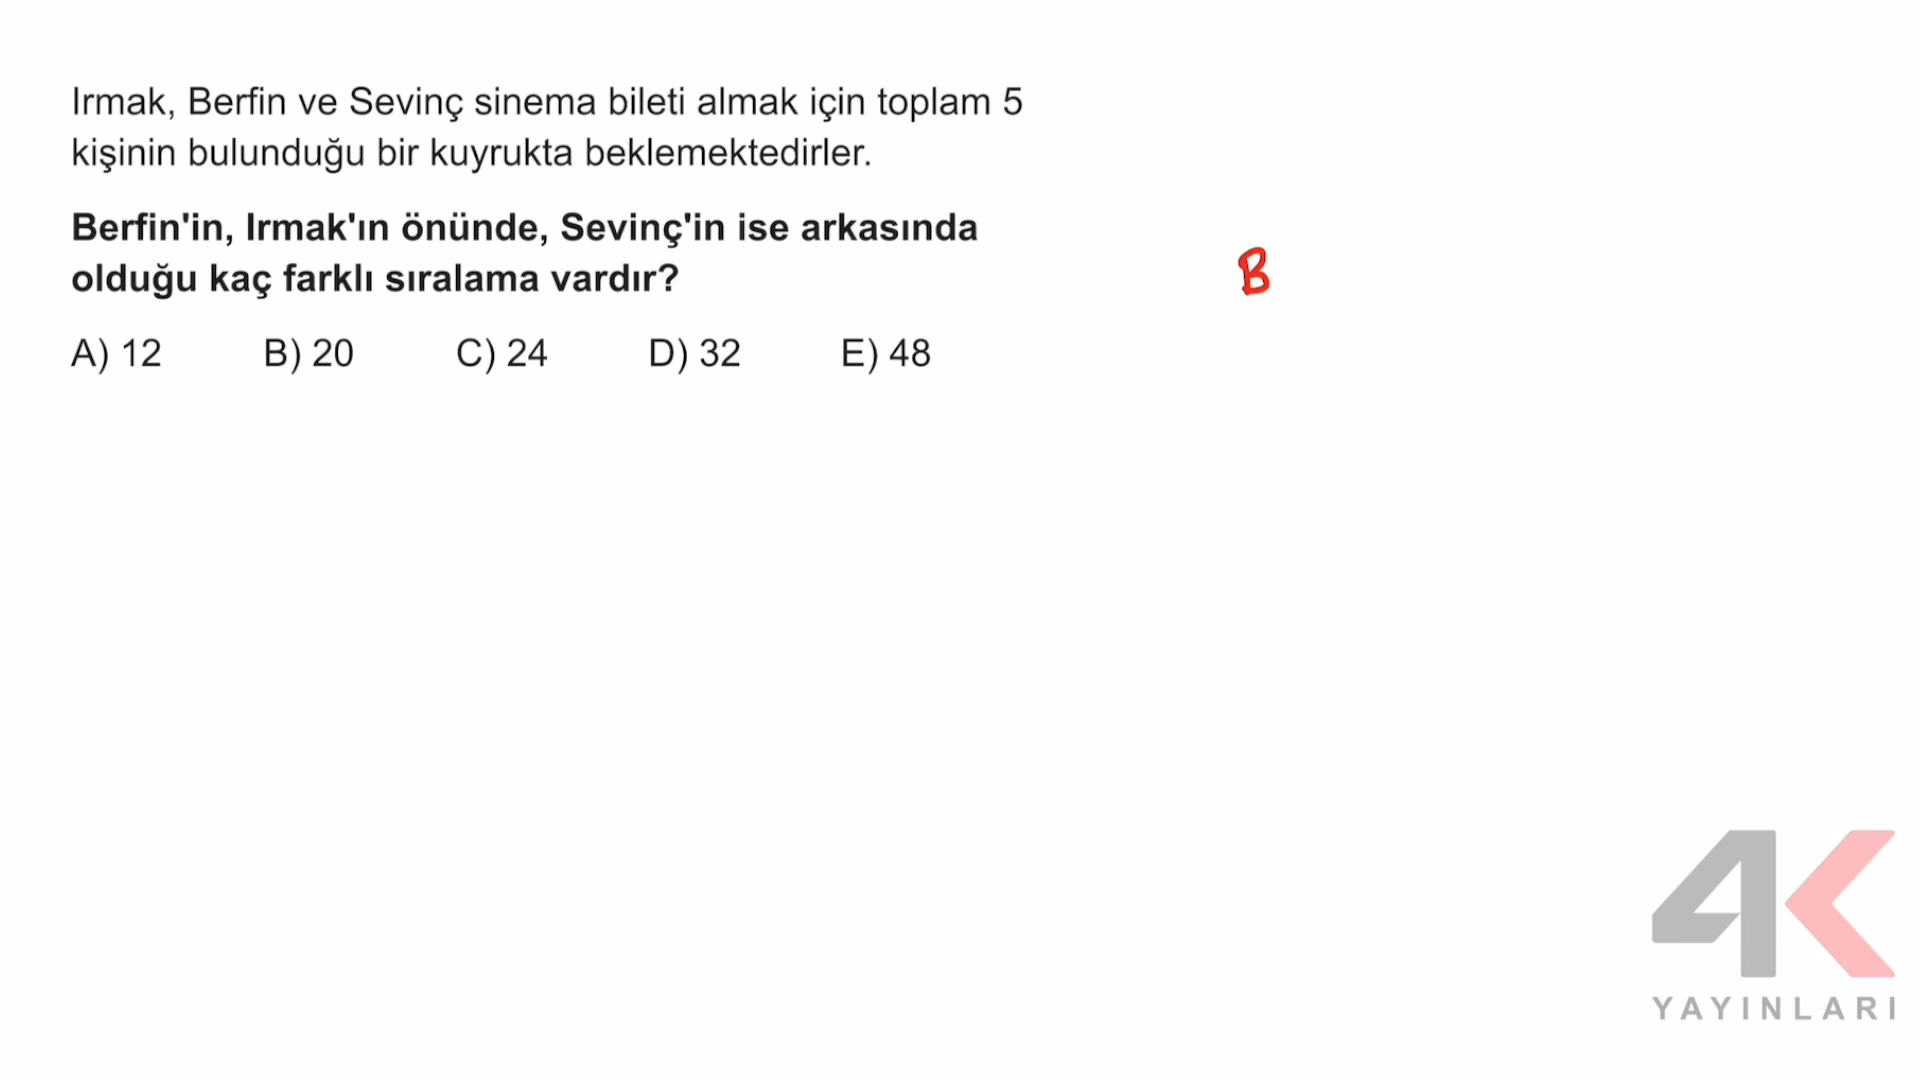 Irmak, Berfin ve Sevinç sinema bileti almak için toplam 5
kişinin bulunduğu bir kuyrukta beklemektedirler.
Berfin'in, Irmak'ın önünde, Sevinç'in ise arkasında
olduğu kaç farklı sıralama vardır?
A) 12 B) 20 C) 24 D) 32 E) 48
B
4K
YAYINLARI